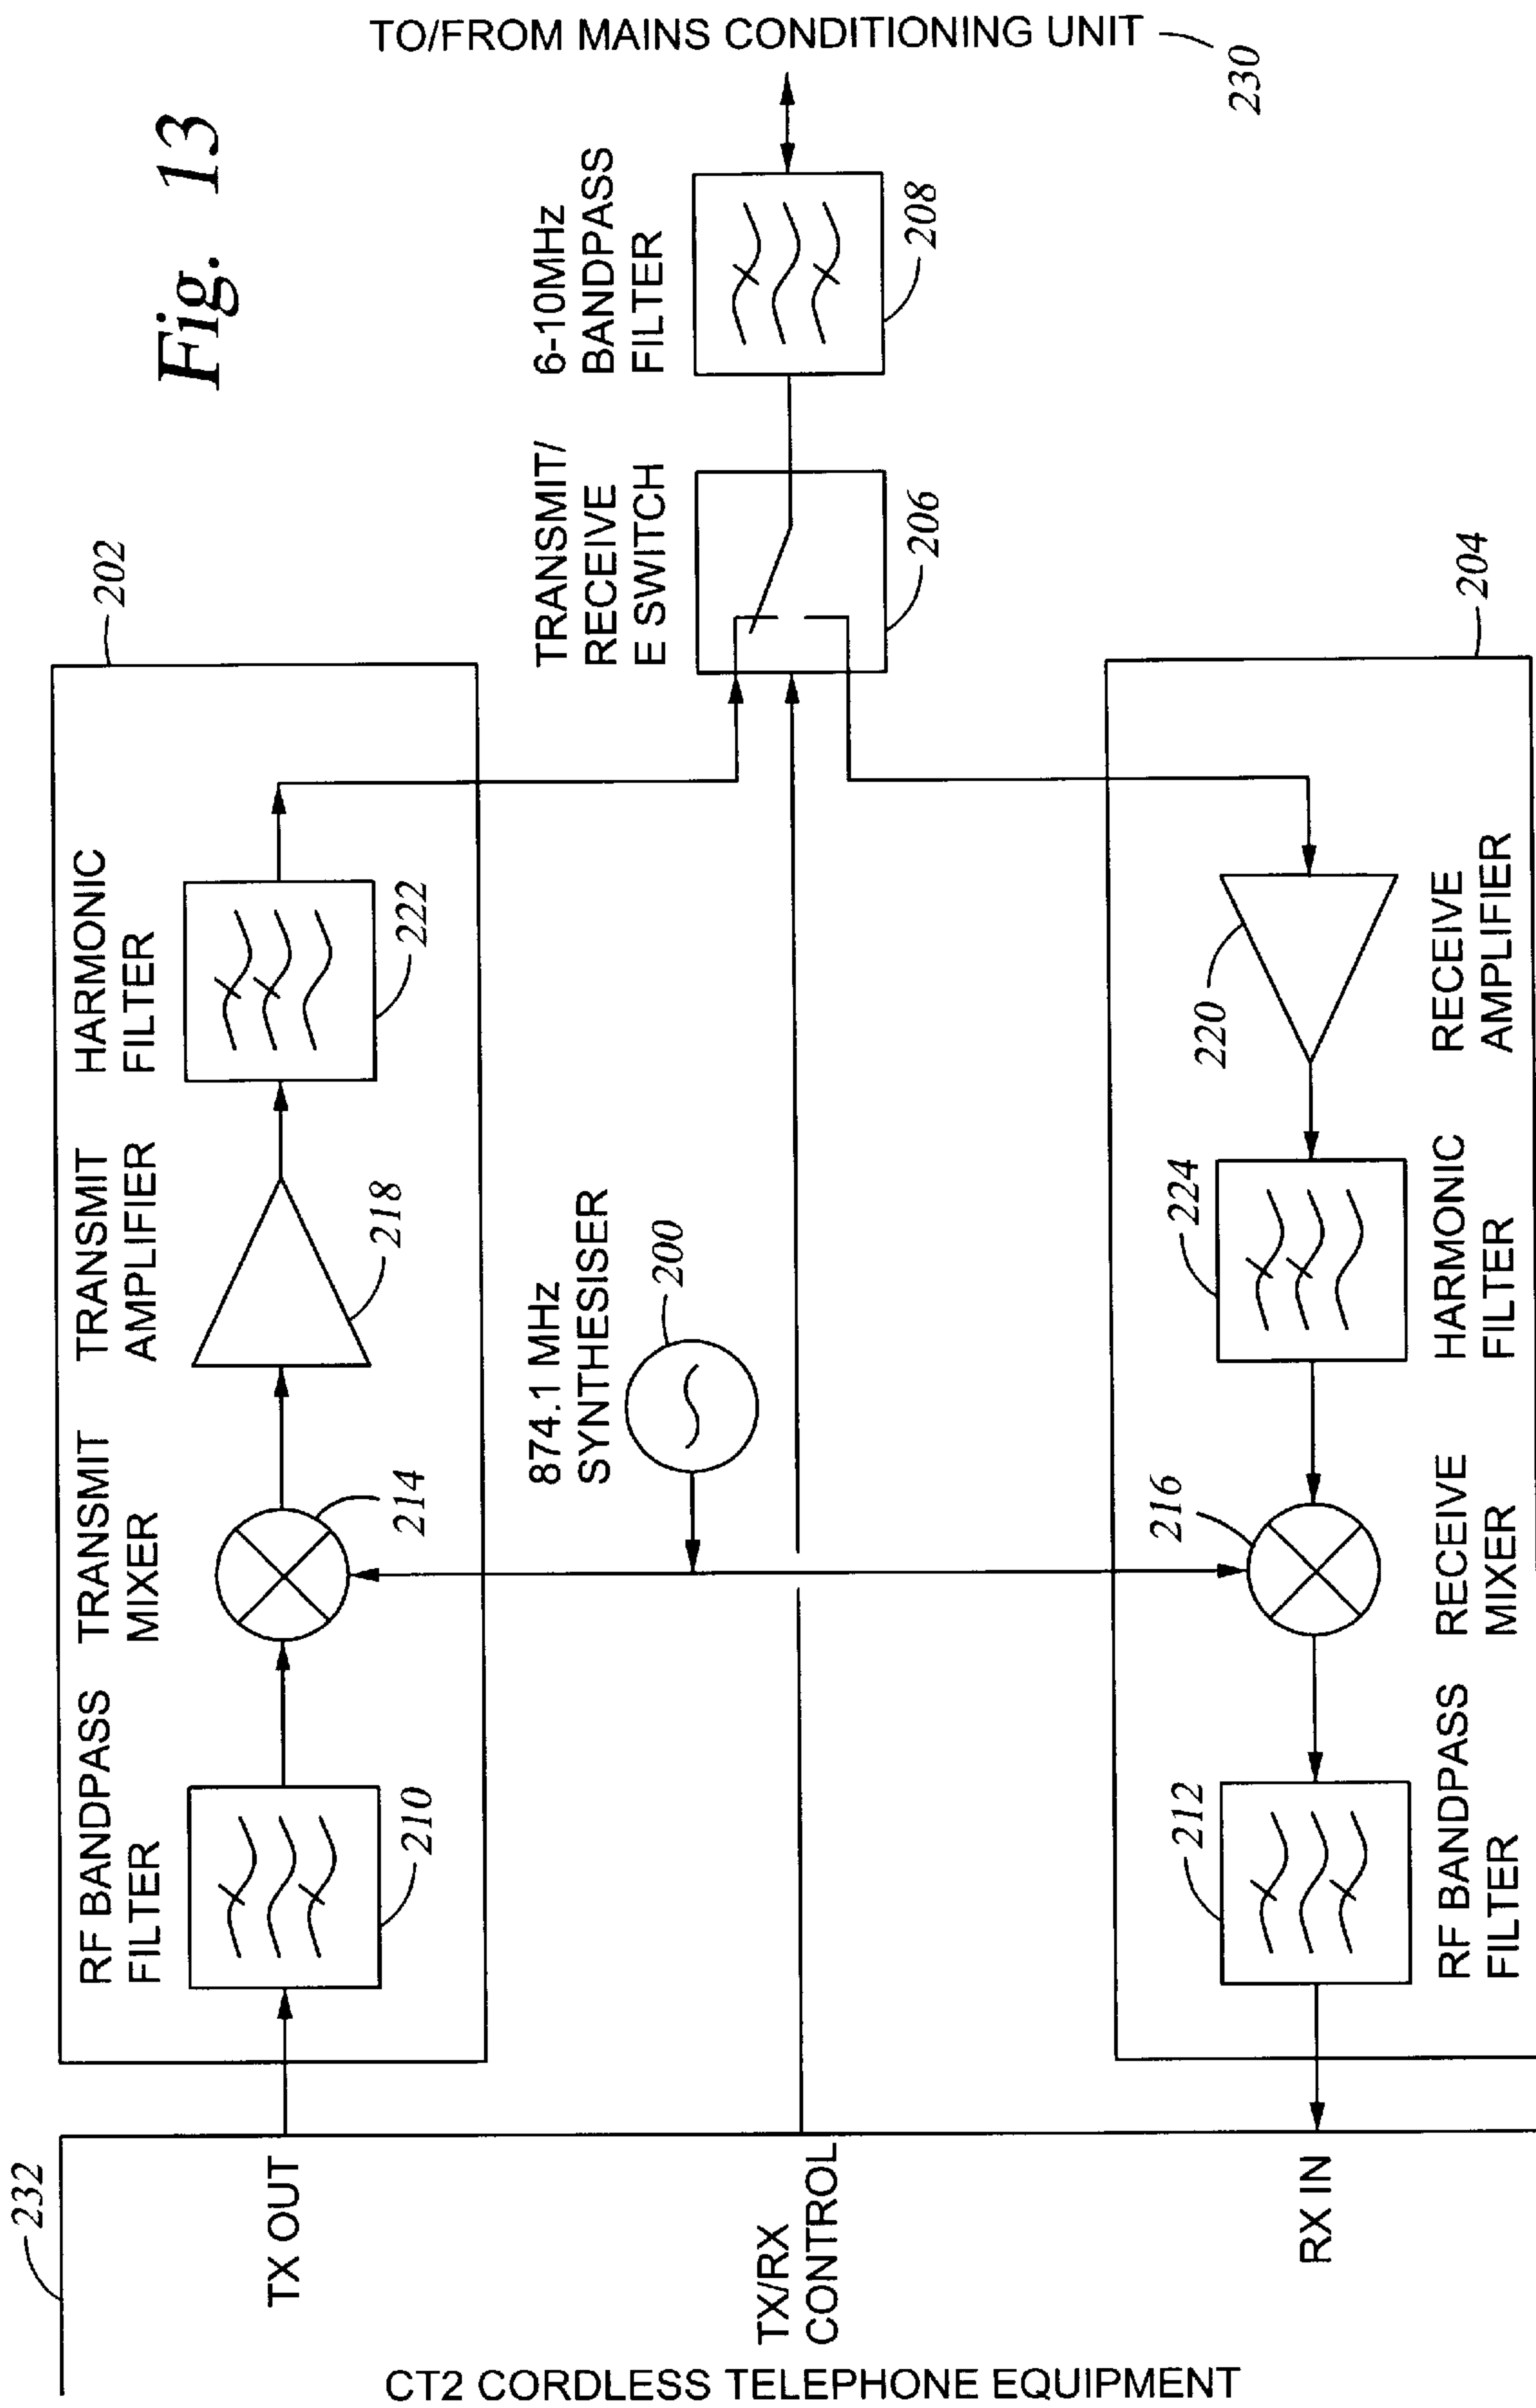 Fig. 13
232
CT2 CORDLESS TELEPHONE EQUIPMENT
TX OUT
TX/RX
CONTROL
RX IN
202
RF BANDPASS
FILTER
210
TRANSMIT
MIXER
214
TRANSMIT
AMPLIFIER
218
HARMONIC
FILTER
222
874.1 MHz
SYNTHESISER
200
TRANSMIT/
RECEIVE
E SWITCH
206
6-10MHz
BANDPASS
FILTER
208
TO/FROM MAINS CONDITIONING UNIT
230
204
212
RF BANDPASS
FILTER
216
RECEIVE
MIXER
224
HARMONIC
FILTER
220
RECEIVE
AMPLIFIER